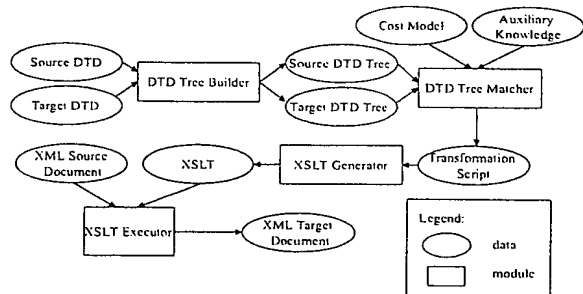 Cost Model
Auxiliary
Knowledge
Source DTD
Source DTD Tree
DTD Tree Builder
DTD Tree Matcher
Target DTD
Target DTD Tree
XML Source
Document
XSLT
XSLT Generator
Transformation
Script
XSLT Executor
XML Target
Document
Legend:
data
module